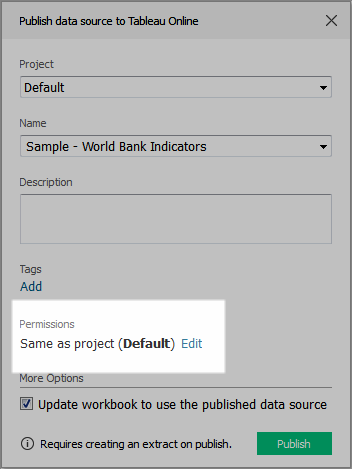 Publish data source to Tableau Online
Project
Default
Name
Sample - World Bank Indicators
Description
Tags
Add
Permissions
Same as project (Default) Edit
More Options
Update workbook to use the published data source
Requires creating an extract on publish. Publish